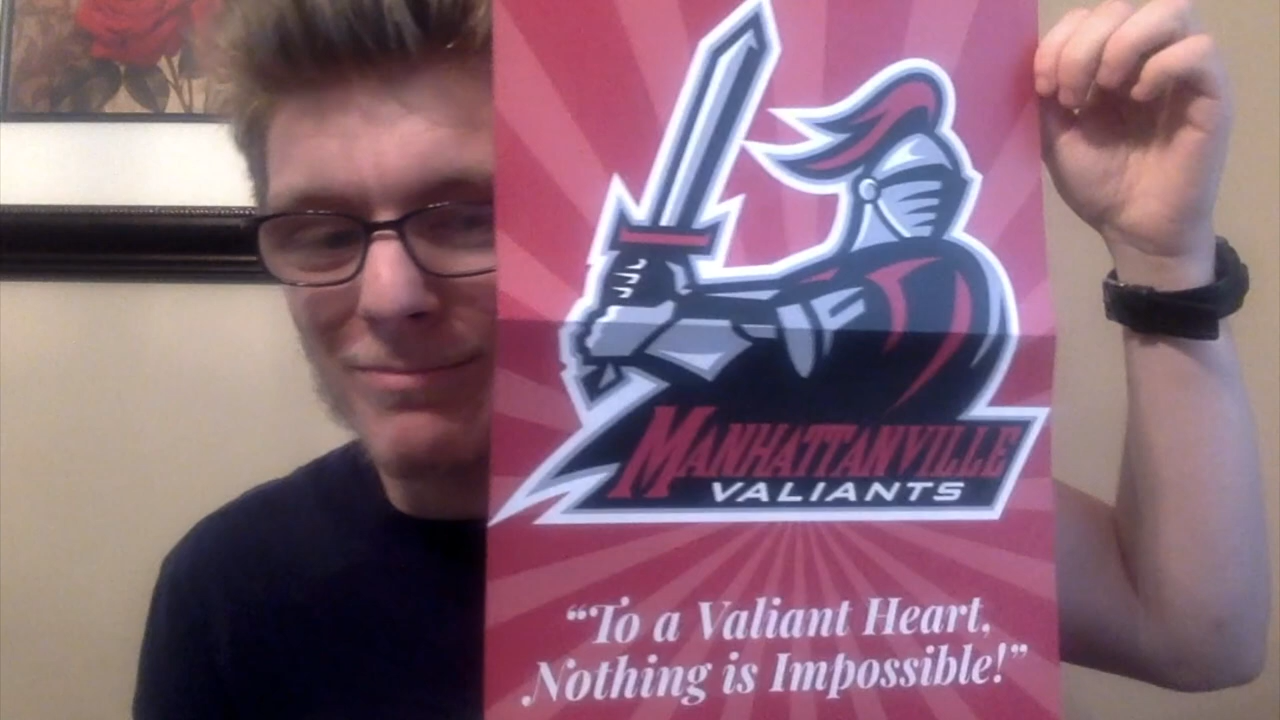 MANHATTANVILLE
VALIANTS
“To a Valiant Heart,
Nothing is Impossible!”